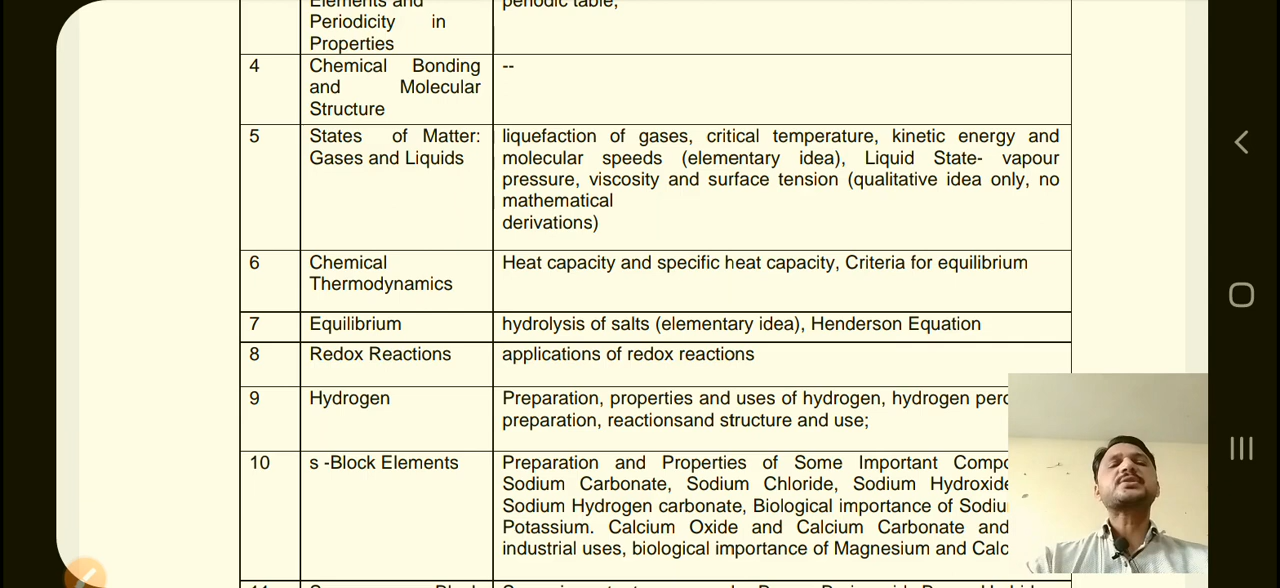 Elements and
Periodicity in
Properties
periodic table,
4
Chemical Bonding
and Molecular
Structure
--
5
States of Matter:
Gases and Liquids
liquefaction of gases, critical temperature, kinetic energy and
molecular speeds (elementary idea), Liquid State- vapour
pressure, viscosity and surface tension (qualitative idea only, no
mathematical
derivations)
6
Chemical
Thermodynamics
Heat capacity and specific heat capacity, Criteria for equilibrium
7
Equilibrium
hydrolysis of salts (elementary idea), Henderson Equation
8
Redox Reactions
applications of redox reactions
9
Hydrogen
Preparation, properties and uses of hydrogen, hydrogen
preparation, reactionsand structure and use;
10
s -Block Elements
Preparation and Properties of Some Important
Sodium Carbonate, Sodium Chloride, Sodium Hydroxide
Sodium Hydrogen carbonate, Biological importance of
Potassium. Calcium Oxide and Calcium Carbonate and
industrial uses, biological importance of Magnesium and